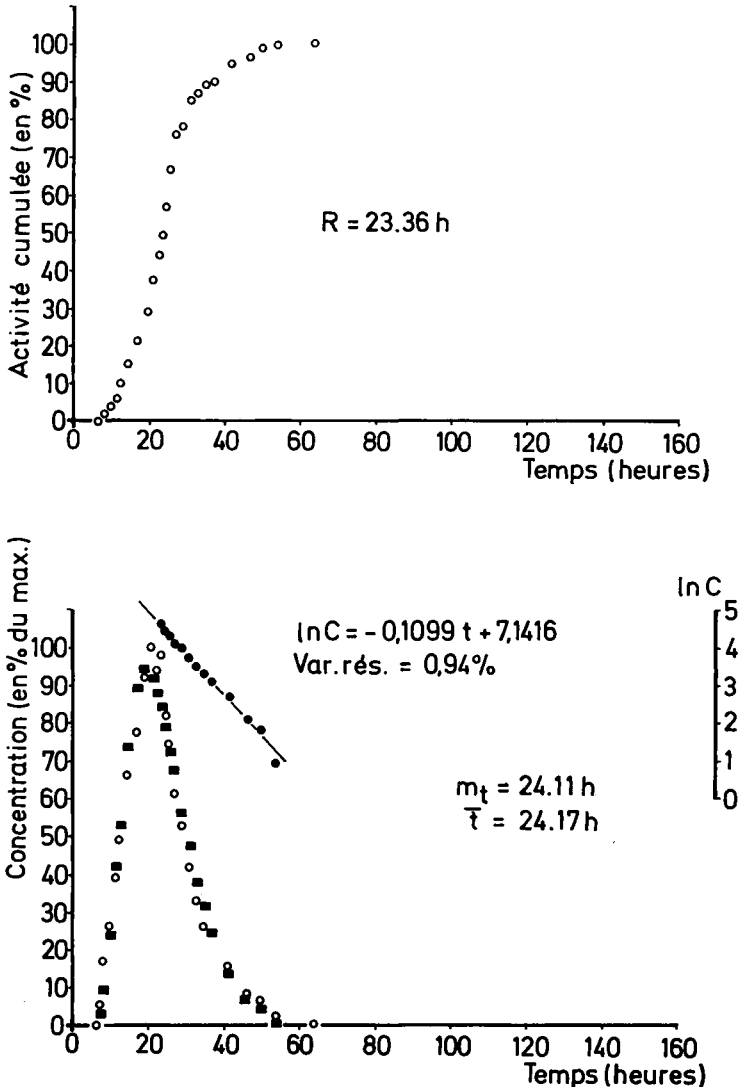 Activité cumulée (en %)
100
90
80
70
60
50
40
30
20
10
0
R = 23.36 h
0 20 40 60 80 100 120 140 160
Temps (heures)
Concentration (en % du max.)
100
90
80
70
60
50
40
30
20
10
0
ln C = - 0,1099 t + 7,1416
Var. rés. = 0,94%
mt = 24.11 h
t̅ = 24.17 h
ln C
5
4
3
2
1
0
0 20 40 60 80 100 120 140 160
Temps (heures)